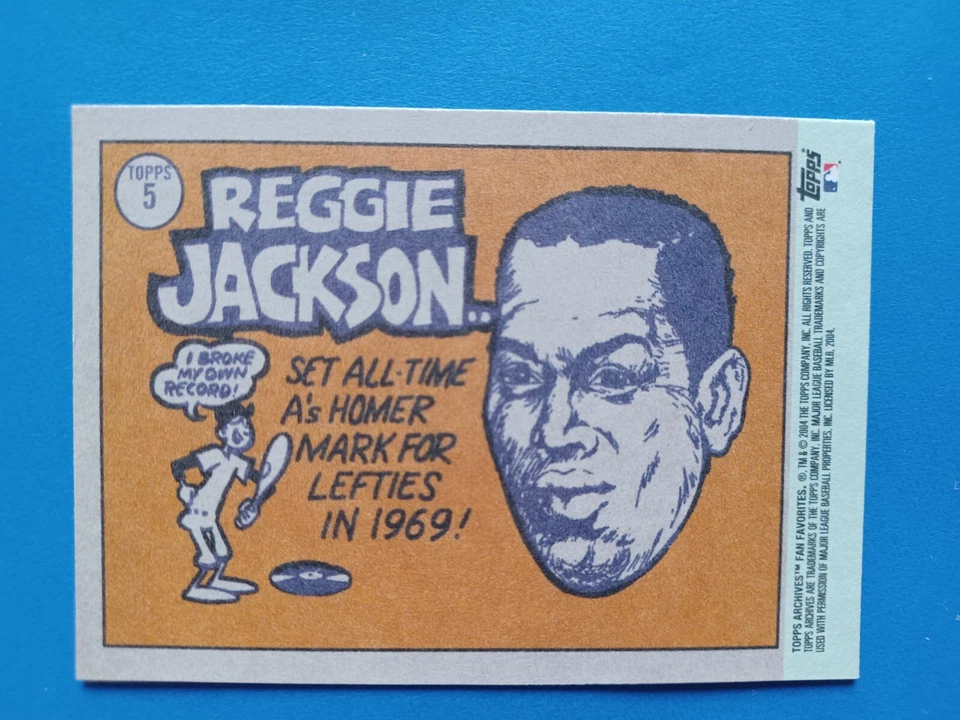 TOPPS
5
REGGIE
JACKSON..
I BROKE
MY OWN
RECORD!
SET ALL-TIME
A's HOMER
MARK FOR
LEFTIES
IN 1969!
topps®
TOPPS ARCHIVES™ FAN FAVORITES. ®, TM & © 2004 THE TOPPS COMPANY, INC. ALL RIGHTS RESERVED. TOPPS AND
TOPPS ARCHIVES ARE TRADEMARKS OF THE TOPPS COMPANY, INC. MAJOR LEAGUE BASEBALL TRADEMARKS AND COPYRIGHTS ARE
USED WITH PERMISSION OF MAJOR LEAGUE BASEBALL PROPERTIES, INC. LICENSED BY MLB, 2004.